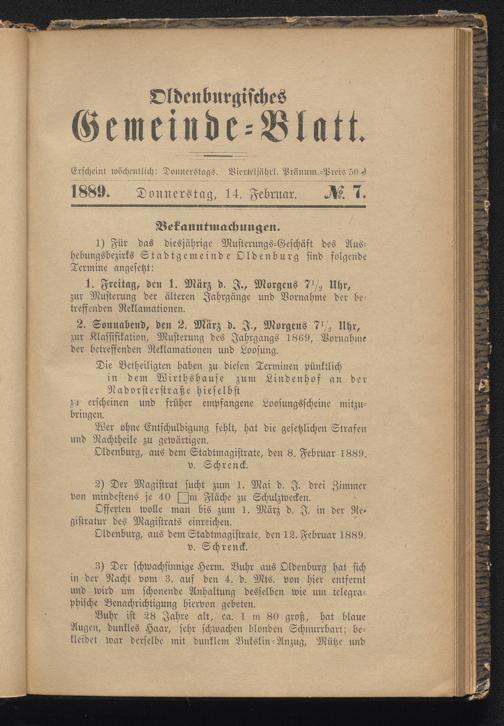 Oldenburgisches
Gemeinde-Blatt.
Erscheint wöchentlich: Donnerstags. Vierteljährl. Pränum.-Preis 50 ₰
1889. Donnerstag, 14. Februar. №. 7.
Bekanntmachungen.
1) Für das diesjährige Musterungs-Geschäft des Aus-
hebungsbezirks Stadtgemeinde Oldenburg sind folgende
Termine angesetzt:
1. Freitag, den 1. März d. J., Morgens 7½ Uhr,
zur Musterung der älteren Jahrgänge und Vornahme der be-
treffenden Reklamationen.
2. Sonnabend, den 2. März d. J., Morgens 7½ Uhr,
zur Klassifikation, Musterung des Jahrgangs 1869, Vornahme
der betreffenden Reklamationen und Loosung.
Die Betheiligten haben zu diesen Terminen pünktlich
in dem Wirthshause zum Lindenhof an der
Nadorsterstraße hieselbst
zu erscheinen und früher empfangene Loosungsscheine mitzu-
bringen.
Wer ohne Entschuldigung fehlt, hat die gesetzlichen Strafen
und Nachtheile zu gewärtigen.
Oldenburg, aus dem Stadtmagistrate, den 8. Februar 1889.
v. Schrenck.
2) Der Magistrat sucht zum 1. Mai d. J. drei Zimmer
von mindestens je 40 □m Fläche zu Schulzwecken.
Offerten wolle man bis zum 1. März d. J. in der Re-
gistratur des Magistrats einreichen.
Oldenburg, aus dem Stadtmagistrate, den 12. Februar 1889.
v. Schrenck.
3) Der schwachsinnige Herm. Buhr aus Oldenburg hat sich
in der Nacht vom 3. auf den 4. d. Mts. von hier entfernt
und wird um schonende Anhaltung desselben wie um telegra-
phische Benachrichtigung hiervon gebeten.
Buhr ist 28 Jahre alt, ca. 1 m 80 groß, hat blaue
Augen, dunkles Haar, sehr schwachen blonden Schnurrbart; be-
kleidet war derselbe mit dunklem Bukskin-Anzug, Mütze und